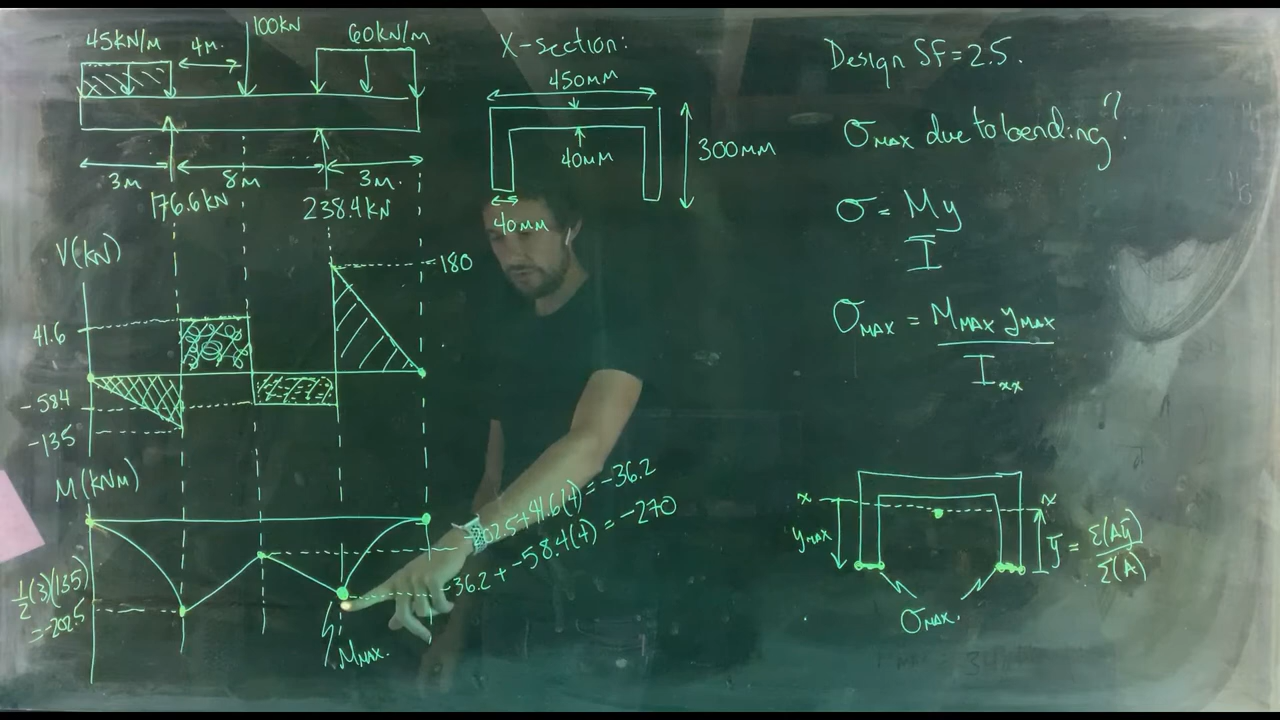 45kN/m
4m.
100kN
60kN/m
3m
8m
3m.
176.6kN
238.4kN
X-section:
450mm
40mm
300mm
40mm
Design SF=2.5.
σMAX due to bending?
σ = My
I
σMAX = MMAX yMAX
Ixx
V(kN)
180
41.6
-58.4
-135
M(kNm)
½(3)(135)
=-202.5
-202.5+41.6(4)=-36.2
-36.2+-58.4(4)=-270
MMAX.
x
x
yMAX
ȳ = Σ(Aȳ)
Σ(A)
σMAX.